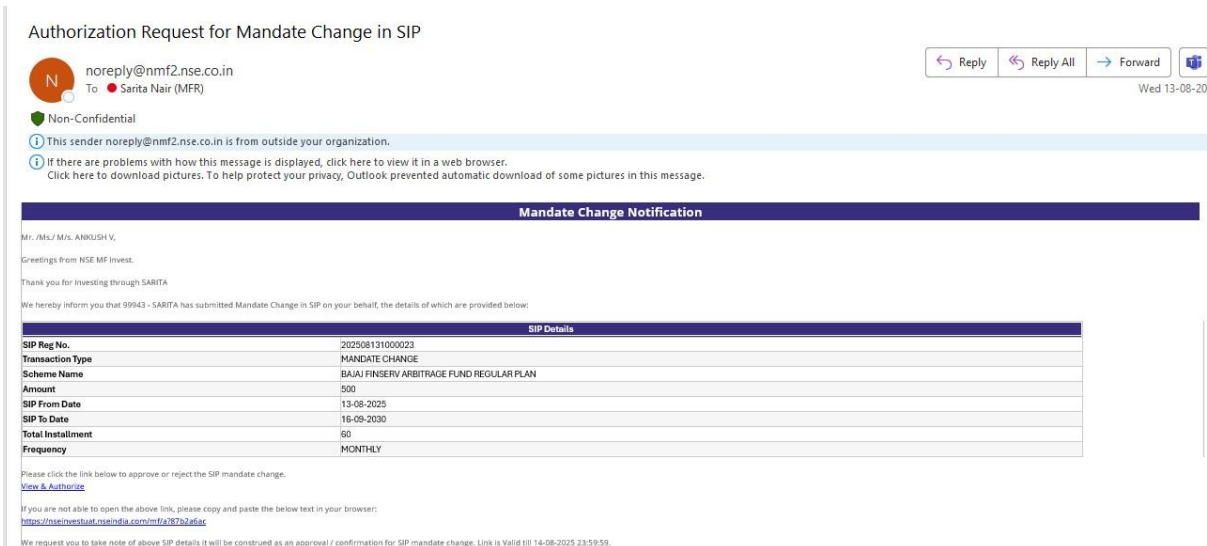 Authorization Request for Mandate Change in SIP
N
noreply@nmf2.nse.co.in
To Sarita Nair (MFR)
Reply
Reply All
Forward
Wed 13-08-20
Non-Confidential
This sender noreply@nmf2.nse.co.in is from outside your organization.
If there are problems with how this message is displayed, click here to view it in a web browser.
Click here to download pictures. To help protect your privacy, Outlook prevented automatic download of some pictures in this message.
Mandate Change Notification
Mr. /Ms./ M/s. ANKUSH V,
Greetings from NSE MF Invest.
Thank you for Investing through SARITA
We hereby inform you that 99943 - SARITA has submitted Mandate Change in SIP on your behalf, the details of which are provided below:
SIP Details
SIP Reg No. 202508131000023
Transaction Type MANDATE CHANGE
Scheme Name BAJAJ FINSERV ARBITRAGE FUND REGULAR PLAN
Amount 500
SIP From Date 13-08-2025
SIP To Date 16-09-2030
Total Installment 60
Frequency MONTHLY
Please click the link below to approve or reject the SIP mandate change.
View & Authorize
If you are not able to open the above link, please copy and paste the below text in your browser:
https://nseinvestuat.nseindia.com/mf/a?87b2a6ac
We request you to take note of above SIP details it will be construed as an approval / confirmation for SIP mandate change. Link is Valid till 14-08-2025 23:59:59.